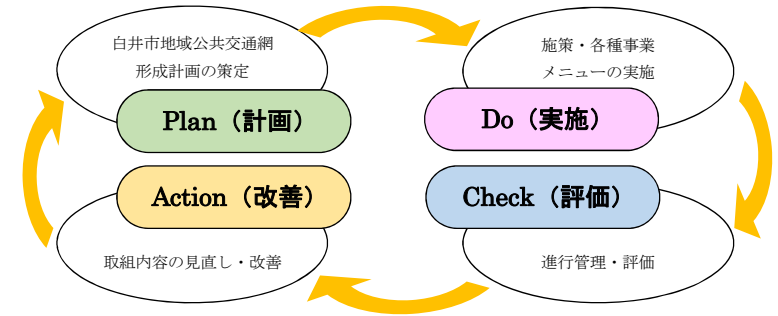 白井市地域公共交通網
形成計画の策定
Plan（計画）
施策・各種事業
メニューの実施
Do（実施）
Action（改善）
取組内容の見直し・改善
Check（評価）
進行管理・評価